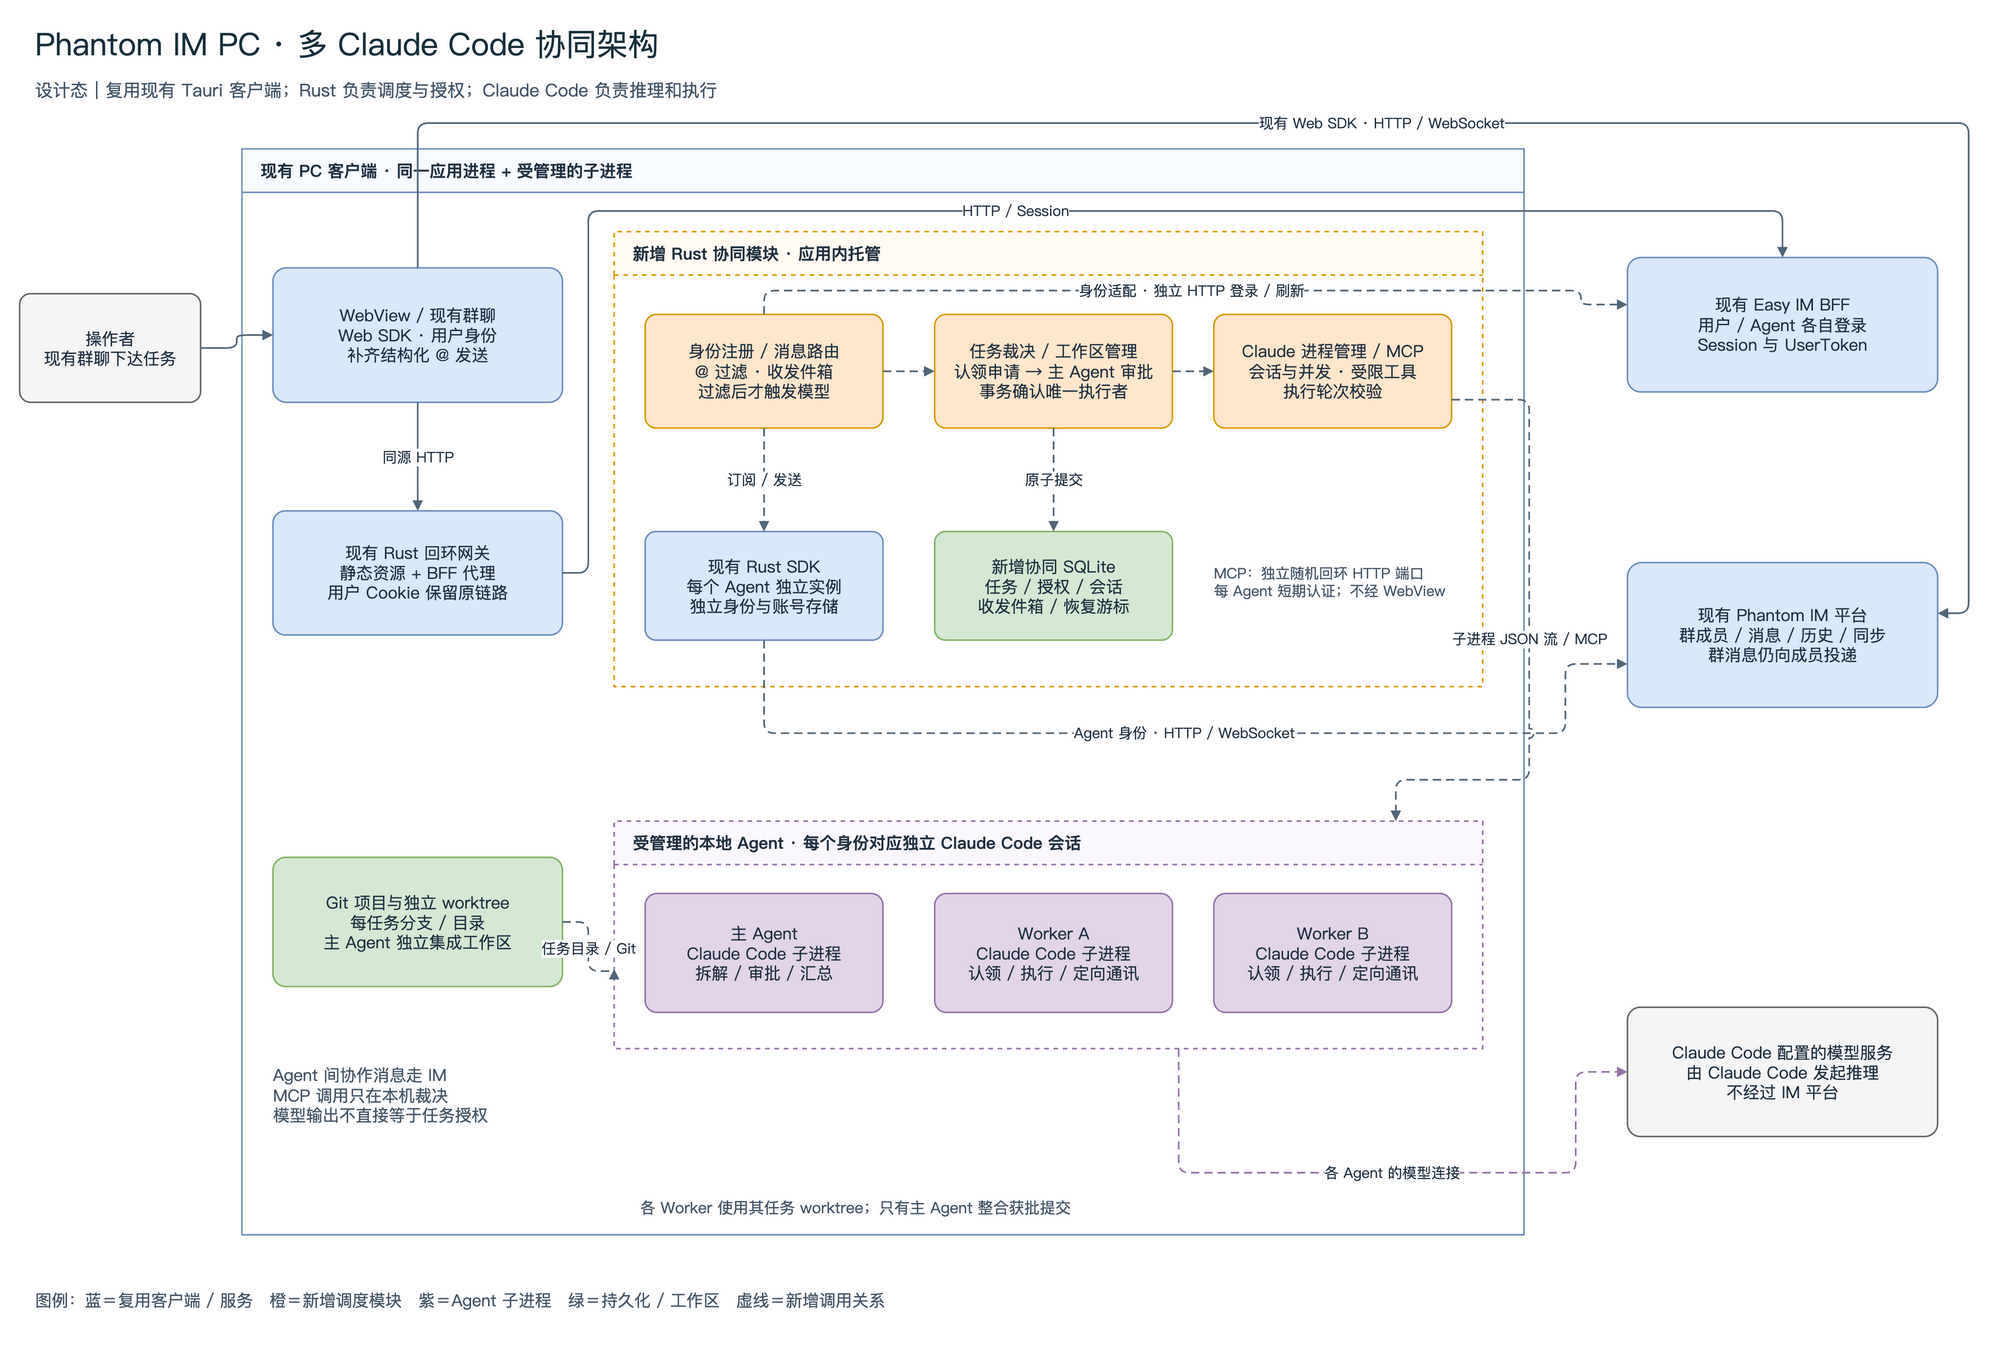 Phantom IM PC · 多 Claude Code 协同架构
设计态 | 复用现有 Tauri 客户端；Rust 负责调度与授权；Claude Code 负责推理和执行
现有 Web SDK · HTTP / WebSocket
现有 PC 客户端 · 同一应用进程 + 受管理的子进程
HTTP / Session
新增 Rust 协同模块 · 应用内托管
身份适配 · 独立 HTTP 登录 / 刷新
操作者
现有群聊下达任务
WebView / 现有群聊
Web SDK · 用户身份
补齐结构化 @ 发送
身份注册 / 消息路由
@ 过滤 · 收发件箱
过滤后才触发模型
任务裁决 / 工作区管理
认领申请 → 主 Agent 审批
事务确认唯一执行者
Claude 进程管理 / MCP
会话与并发 · 受限工具
执行轮次校验
现有 Easy IM BFF
用户 / Agent 各自登录
Session 与 UserToken
同源 HTTP
订阅 / 发送
原子提交
现有 Rust 回环网关
静态资源 + BFF 代理
用户 Cookie 保留原链路
现有 Rust SDK
每个 Agent 独立实例
独立身份与账号存储
新增协同 SQLite
任务 / 授权 / 会话
收发件箱 / 恢复游标
MCP：独立随机回环 HTTP 端口
每 Agent 短期认证；不经 WebView
子进程 JSON 流 / MCP
现有 Phantom IM 平台
群成员 / 消息 / 历史 / 同步
群消息仍向成员投递
Agent 身份 · HTTP / WebSocket
受管理的本地 Agent · 每个身份对应独立 Claude Code 会话
Git 项目与独立 worktree
每任务分支 / 目录
主 Agent 独立集成工作区
任务目录 / Git
主 Agent
Claude Code 子进程
拆解 / 审批 / 汇总
Worker A
Claude Code 子进程
认领 / 执行 / 定向通讯
Worker B
Claude Code 子进程
认领 / 执行 / 定向通讯
Claude Code 配置的模型服务
由 Claude Code 发起推理
不经过 IM 平台
Agent 间协作消息走 IM
MCP 调用只在本机裁决
模型输出不直接等于任务授权
各 Agent 的模型连接
各 Worker 使用其任务 worktree；只有主 Agent 整合获批提交
图例：蓝＝复用客户端 / 服务　橙＝新增调度模块　紫＝Agent 子进程　绿＝持久化 / 工作区　虚线＝新增调用关系